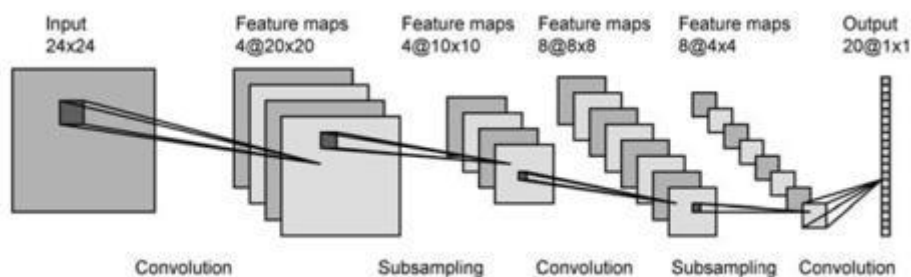 Input
24x24
Feature maps
4@20x20
Feature maps
4@10x10
Feature maps
8@8x8
Feature maps
8@4x4
Output
20@1x1
Convolution
Subsampling
Convolution
Subsampling
Convolution